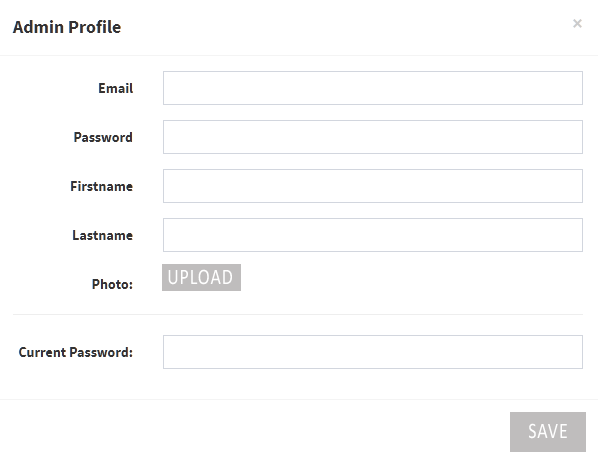 Admin Profile ×
Email
Password
Firstname
Lastname
Photo: UPLOAD
Current Password:
SAVE